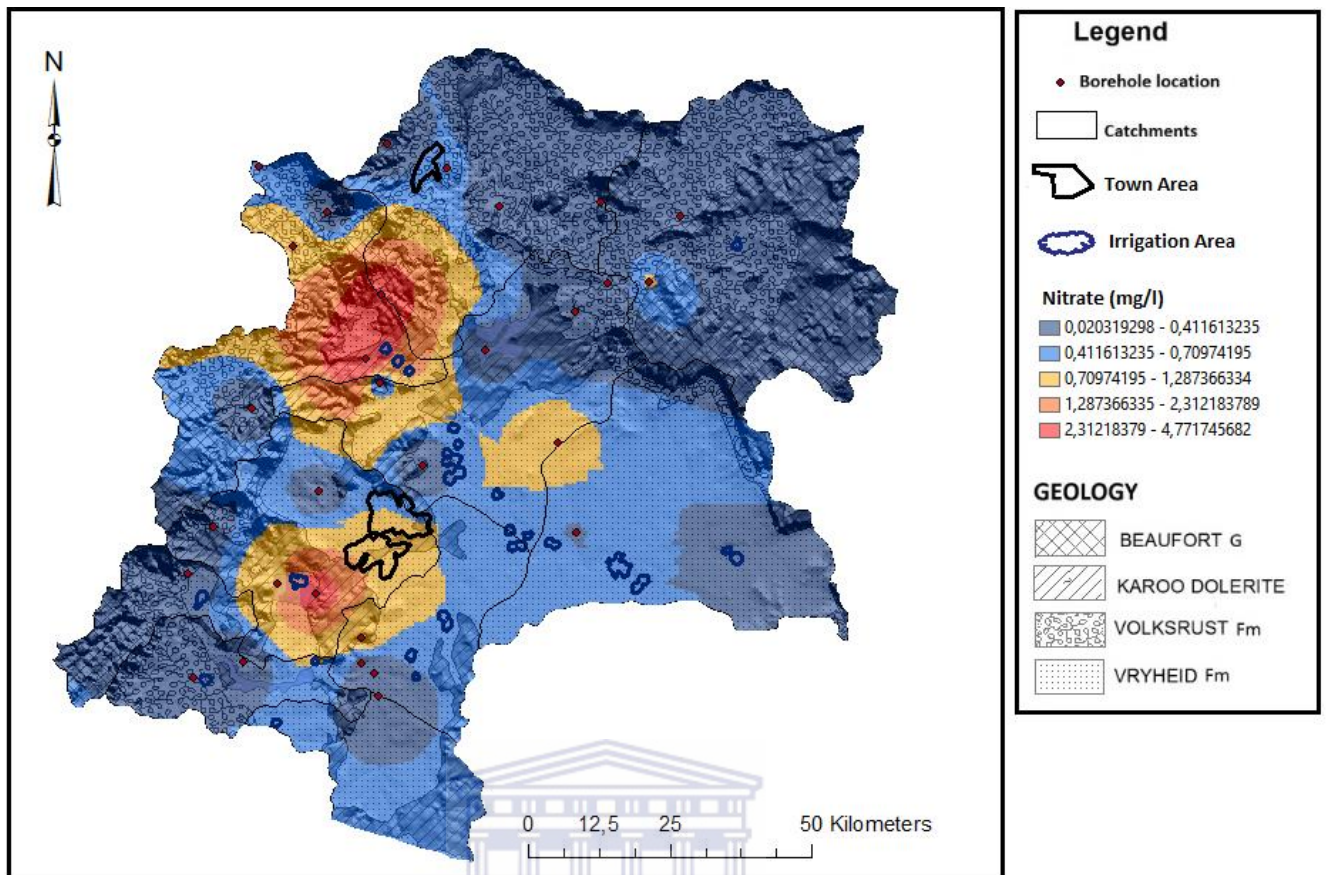 N
0 12,5 25 50 Kilometers
Legend
Borehole location
Catchments
Town Area
Irrigation Area
Nitrate (mg/l)
0,020319298 - 0,411613235
0,411613235 - 0,70974195
0,70974195 - 1,287366334
1,287366335 - 2,312183789
2,31218379 - 4,771745682
GEOLOGY
BEAUFORT G
KAROO DOLERITE
VOLKSRUST Fm
VRYHEID Fm